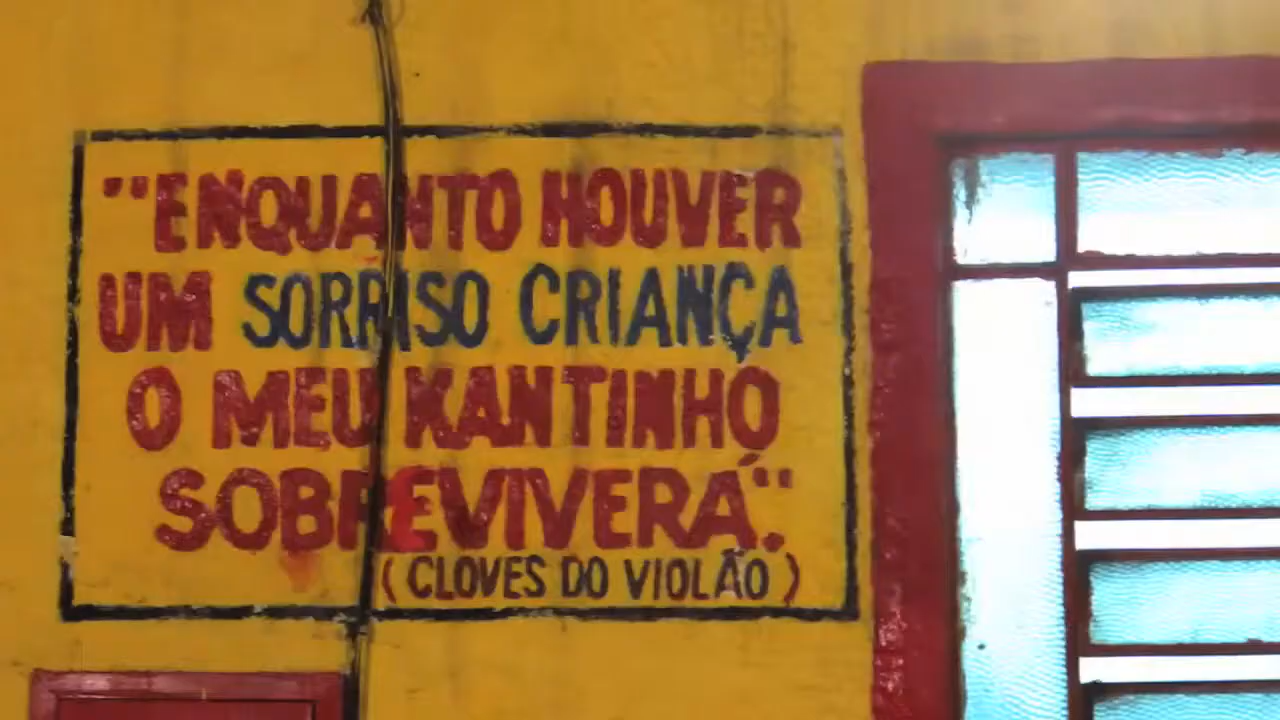 "ENQUANTO HOUVER
UM SORRISO CRIANÇA
O MEU KANTINHO
SOBREVIVERÁ".
(CLOVES DO VIOLÃO)